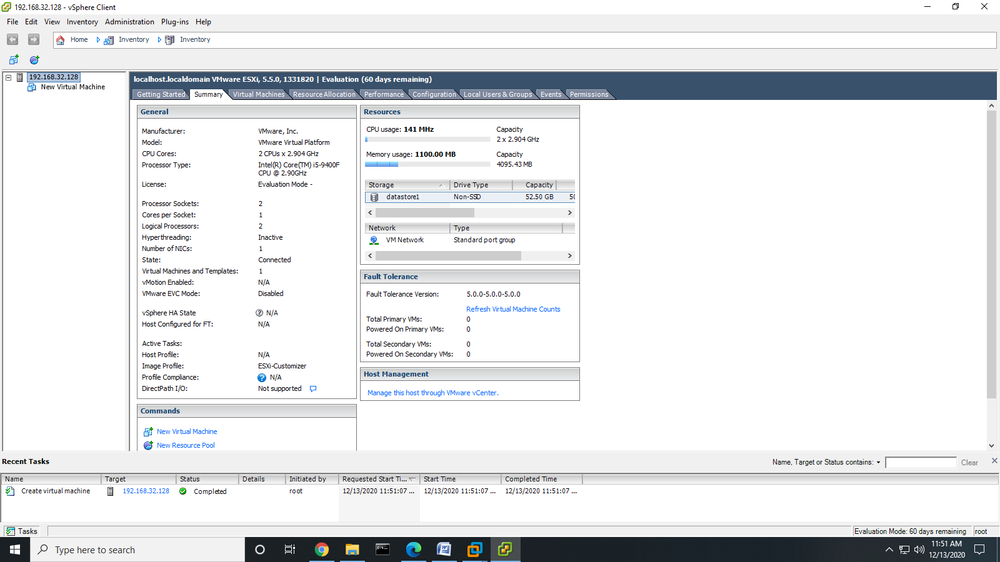 192.168.32.128 - vSphere Client
File Edit View Inventory Administration Plug-ins Help
Home Inventory Inventory
192.168.32.128
New Virtual Machine
localhost.localdomain VMware ESXi, 5.5.0, 1331820 | Evaluation (60 days remaining)
Getting Started Summary Virtual Machines Resource Allocation Performance Configuration Local Users & Groups Events Permissions
General
Manufacturer: VMware, Inc.
Model: VMware Virtual Platform
CPU Cores: 2 CPUs x 2.904 GHz
Processor Type: Intel(R) Core(TM) i5-9400F
CPU @ 2.90GHz
License: Evaluation Mode -
Processor Sockets: 2
Cores per Socket: 1
Logical Processors: 2
Hyperthreading: Inactive
Number of NICs: 1
State: Connected
Virtual Machines and Templates: 1
vMotion Enabled: N/A
VMware EVC Mode: Disabled
vSphere HA State N/A
Host Configured for FT: N/A
Active Tasks:
Host Profile: N/A
Image Profile: ESXi-Customizer
Profile Compliance: N/A
DirectPath I/O: Not supported
Commands
New Virtual Machine
New Resource Pool
Resources
CPU usage: 141 MHz Capacity
2 x 2.904 GHz
Memory usage: 1100.00 MB Capacity
4095.43 MB
Storage Drive Type Capacity
datastore1 Non-SSD 52.50 GB 50
Network Type
VM Network Standard port group
Fault Tolerance
Fault Tolerance Version: 5.0.0-5.0.0-5.0.0
Refresh Virtual Machine Counts
Total Primary VMs: 0
Powered On Primary VMs: 0
Total Secondary VMs: 0
Powered On Secondary VMs: 0
Host Management
Manage this host through VMware vCenter.
Recent Tasks
Name, Target or Status contains: Clear
Name Target Status Details Initiated by Requested Start Ti... Start Time Completed Time
Create virtual machine 192.168.32.128 Completed root 12/13/2020 11:51:07 ... 12/13/2020 11:51:07 ... 12/13/2020 11:51:07 ...
Tasks Evaluation Mode: 60 days remaining root
Type here to search
11:51 AM
12/13/2020